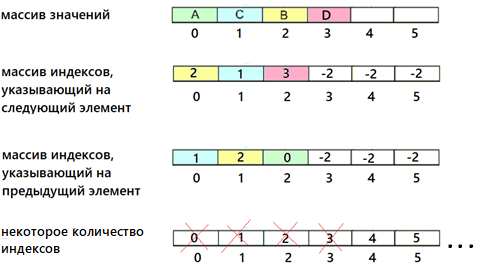 массив значений
A C B D
0 1 2 3 4 5
массив индексов,
указывающий на
следующий элемент
2 1 3 -2 -2 -2
0 1 2 3 4 5
массив индексов,
указывающий на
предыдущий элемент
1 2 0 -2 -2 -2
0 1 2 3 4 5
некоторое количество
индексов
0 1 2 3 4 5 ...
0 1 2 3 4 5